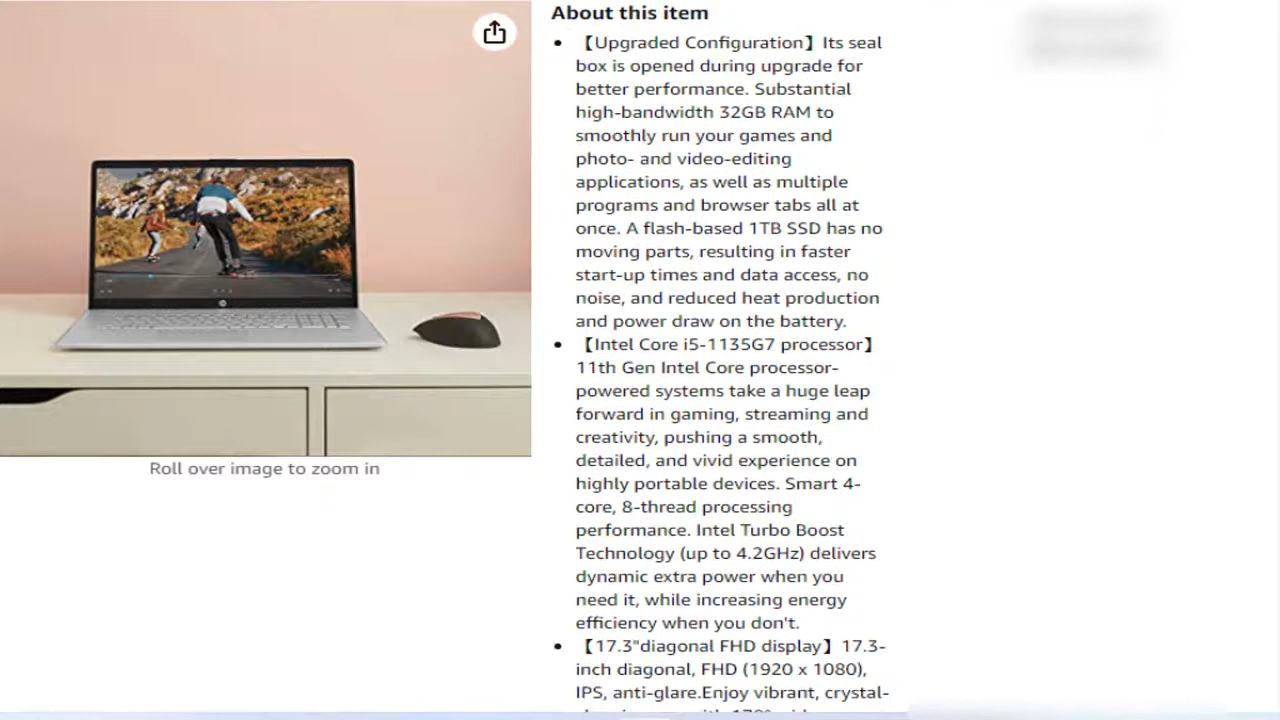 About this item
【Upgraded Configuration】Its seal
box is opened during upgrade for
better performance. Substantial
high-bandwidth 32GB RAM to
smoothly run your games and
photo- and video-editing
applications, as well as multiple
programs and browser tabs all at
once. A flash-based 1TB SSD has no
moving parts, resulting in faster
start-up times and data access, no
noise, and reduced heat production
and power draw on the battery.
【Intel Core i5-1135G7 processor】
11th Gen Intel Core processor-
powered systems take a huge leap
forward in gaming, streaming and
creativity, pushing a smooth,
detailed, and vivid experience on
highly portable devices. Smart 4-
core, 8-thread processing
performance. Intel Turbo Boost
Technology (up to 4.2GHz) delivers
dynamic extra power when you
need it, while increasing energy
efficiency when you don't.
【17.3"diagonal FHD display】17.3-
inch diagonal, FHD (1920 x 1080),
IPS, anti-glare.Enjoy vibrant, crystal-
Roll over image to zoom in